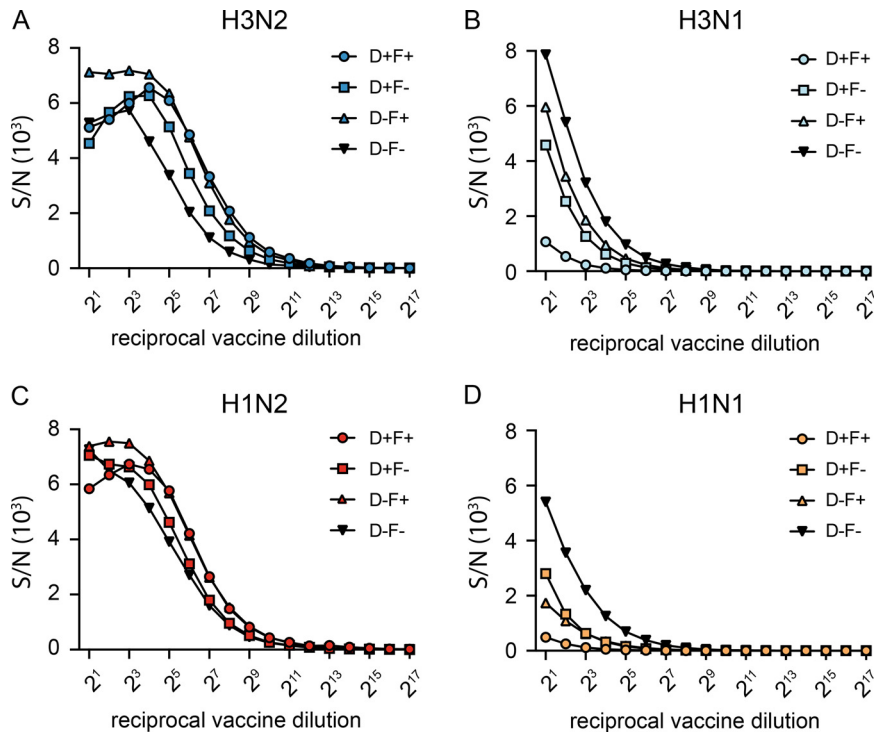 A
H3N2
8
6
4
2
0
S/N (10³)
D+F+
D+F-
D-F+
D-F-
2¹ 2³ 2⁵ 2⁷ 2⁹ 2¹¹ 2¹³ 2¹⁵ 2¹⁷
reciprocal vaccine dilution
B
H3N1
8
6
4
2
0
S/N (10³)
D+F+
D+F-
D-F+
D-F-
2¹ 2³ 2⁵ 2⁷ 2⁹ 2¹¹ 2¹³ 2¹⁵ 2¹⁷
reciprocal vaccine dilution
C
H1N2
8
6
4
2
0
S/N (10³)
D+F+
D+F-
D-F+
D-F-
2¹ 2³ 2⁵ 2⁷ 2⁹ 2¹¹ 2¹³ 2¹⁵ 2¹⁷
reciprocal vaccine dilution
D
H1N1
8
6
4
2
0
S/N (10³)
D+F+
D+F-
D-F+
D-F-
2¹ 2³ 2⁵ 2⁷ 2⁹ 2¹¹ 2¹³ 2¹⁵ 2¹⁷
reciprocal vaccine dilution